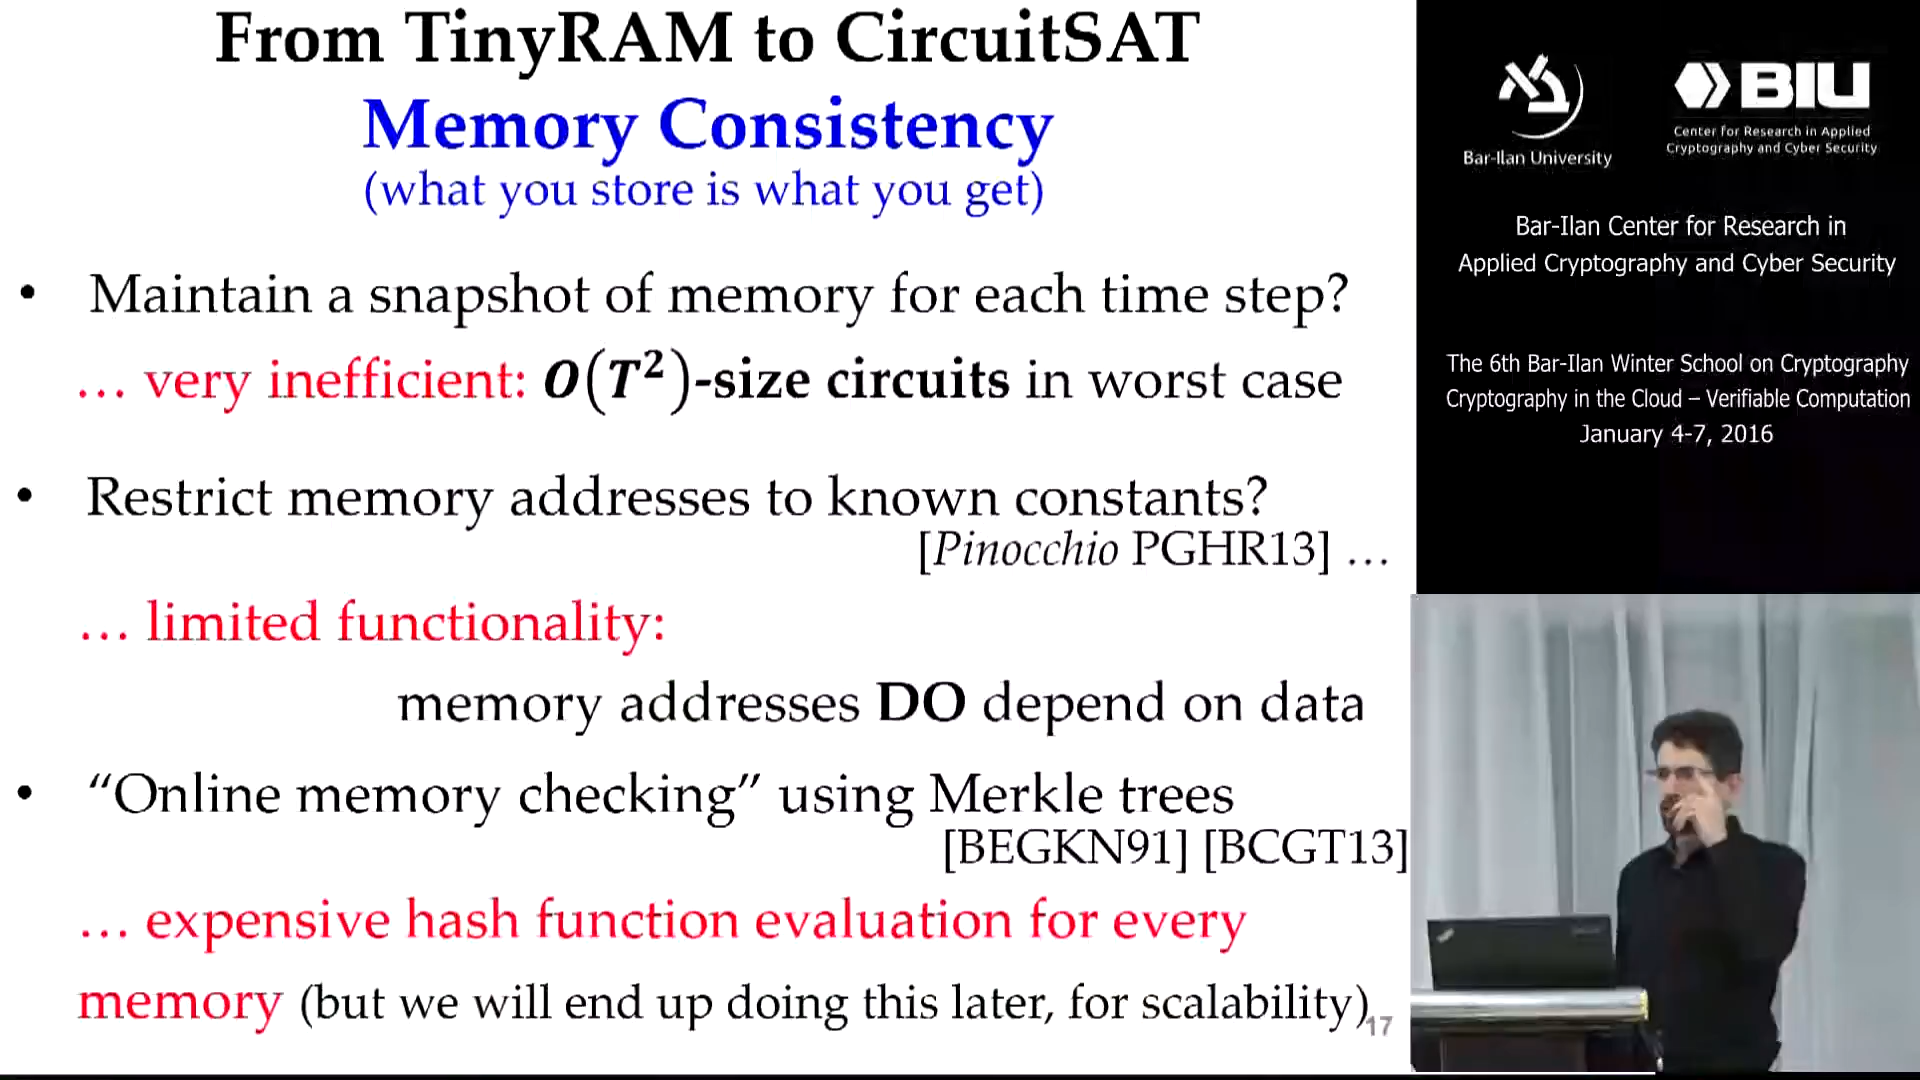 From TinyRAM to CircuitSAT
Memory Consistency
(what you store is what you get)
• Maintain a snapshot of memory for each time step?
… very inefficient: O(T²)-size circuits in worst case
• Restrict memory addresses to known constants?
[Pinocchio PGHR13] …
… limited functionality:
memory addresses DO depend on data
• “Online memory checking” using Merkle trees
[BEGKN91] [BCGT13]
… expensive hash function evaluation for every
memory (but we will end up doing this later, for scalability)
17
Bar-Ilan University
BIU
Center for Research in Applied
Cryptography and Cyber Security
Bar-Ilan Center for Research in
Applied Cryptography and Cyber Security
The 6th Bar-Ilan Winter School on Cryptography
Cryptography in the Cloud – Verifiable Computation
January 4-7, 2016